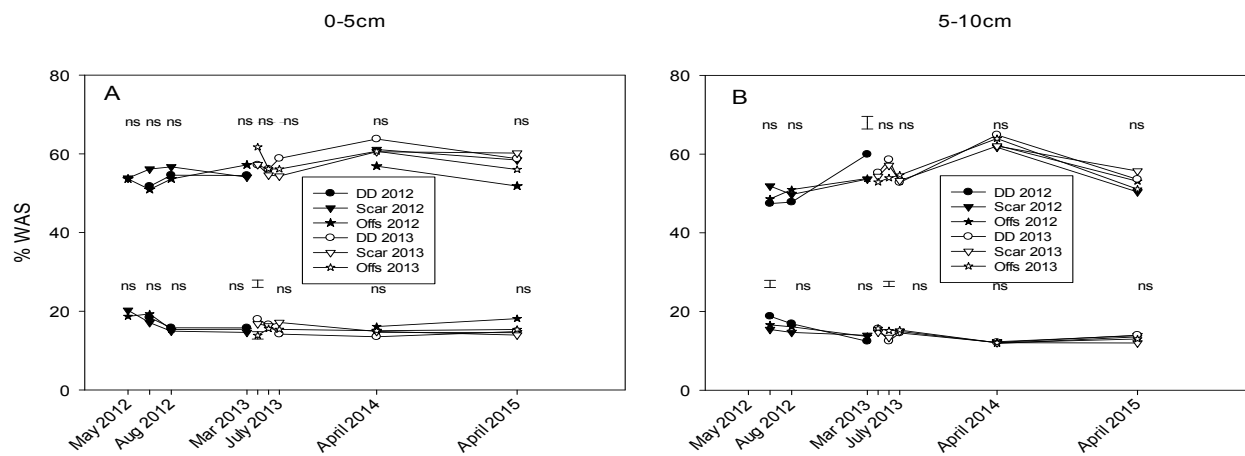 0-5cm
5-10cm
% WAS
80
60
40
20
0
A
ns ns ns ns ns ns ns ns
DD 2012
Scar 2012
Offs 2012
DD 2013
Scar 2013
Offs 2013
ns ns ns ns ns ns ns
May 2012
Aug 2012
Mar 2013
July 2013
April 2014
April 2015
80
60
40
20
0
B
ns ns ns ns ns ns
DD 2012
Scar 2012
Offs 2012
DD 2013
Scar 2013
Offs 2013
ns ns ns ns ns
May 2012
Aug 2012
Mar 2013
July 2013
April 2014
April 2015